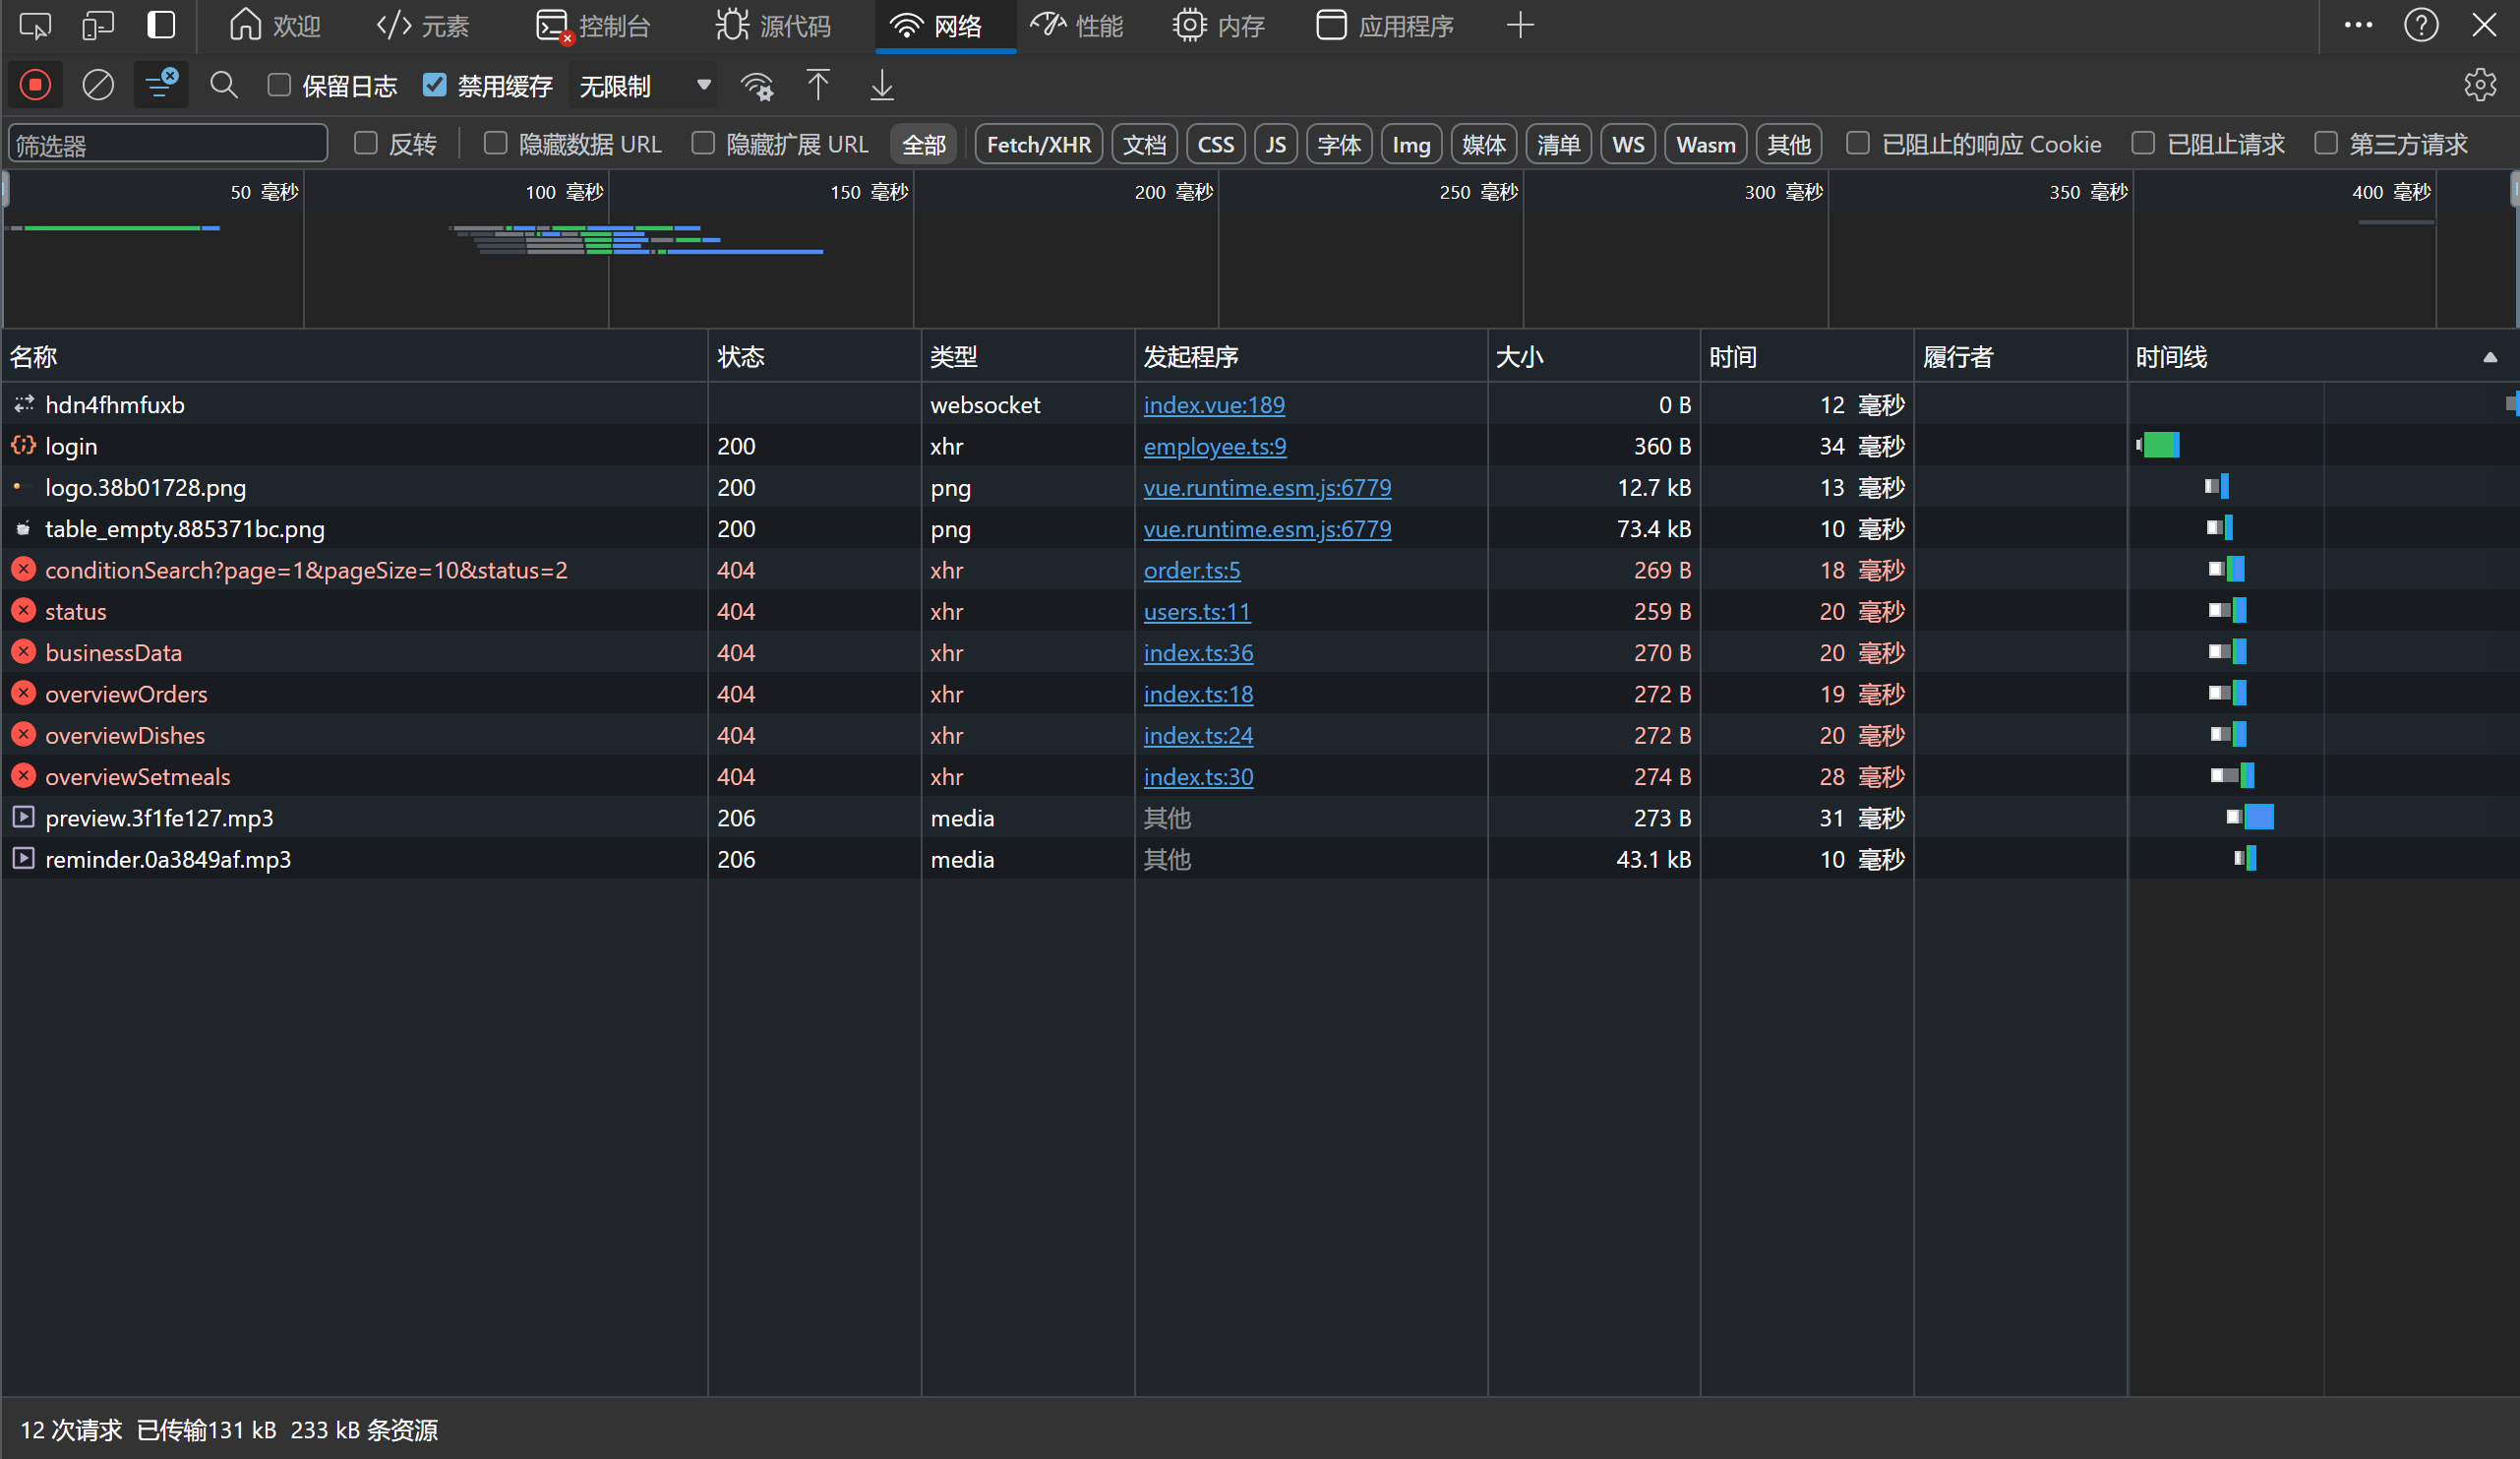 欢迎 元素 控制台 源代码 网络 性能 内存 应用程序
保留日志 禁用缓存 无限制
筛选器 反转 隐藏数据 URL 隐藏扩展 URL 全部 Fetch/XHR 文档 CSS JS 字体 Img 媒体 清单 WS Wasm 其他 已阻止的响应 Cookie 已阻止请求 第三方请求
50 毫秒 100 毫秒 150 毫秒 200 毫秒 250 毫秒 300 毫秒 350 毫秒 400 毫秒
名称 状态 类型 发起程序 大小 时间 履行者 时间线
hdn4fhmfuxb websocket index.vue:189 0 B 12 毫秒
login 200 xhr employee.ts:9 360 B 34 毫秒
logo.38b01728.png 200 png vue.runtime.esm.js:6779 12.7 kB 13 毫秒
table_empty.885371bc.png 200 png vue.runtime.esm.js:6779 73.4 kB 10 毫秒
conditionSearch?page=1&pageSize=10&status=2 404 xhr order.ts:5 269 B 18 毫秒
status 404 xhr users.ts:11 259 B 20 毫秒
businessData 404 xhr index.ts:36 270 B 20 毫秒
overviewOrders 404 xhr index.ts:18 272 B 19 毫秒
overviewDishes 404 xhr index.ts:24 272 B 20 毫秒
overviewSetmeals 404 xhr index.ts:30 274 B 28 毫秒
preview.3f1fe127.mp3 206 media 其他 273 B 31 毫秒
reminder.0a3849af.mp3 206 media 其他 43.1 kB 10 毫秒
12 次请求 已传输131 kB 233 kB 条资源